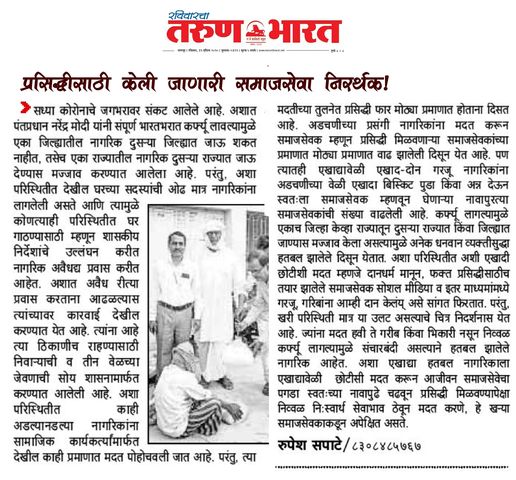 रविवारचा
तरुण भारत
प्रसिद्धीसाठी केली जाणारी समाजसेवा निरर्थक!
सध्या कोरोनाचे जगभरावर संकट आलेले आहे. अशात
पंतप्रधान नरेंद्र मोदी यांनी संपूर्ण भारतभरात कर्फ्यू लावल्यामुळे
एका जिल्ह्यातील नागरिक दुसऱ्या जिल्ह्यात जाऊ शकत
नाहीत, तसेच एका राज्यातील नागरिक दुसऱ्या राज्यात जाऊ
देण्यास मज्जाव करण्यात आलेला आहे. परंतु, अशा
परिस्थितीत देखील घरच्या सदस्यांची ओढ मात्र नागरिकांना
लागलेली असते आणि त्यामुळे
कोणत्याही परिस्थितीत घर
गाठण्यासाठी म्हणून शासकीय
निर्देशांचे उल्लंघन करीत
नागरिक अवैधद्य प्रवास करीत
आहेत. अशात अवैध रीत्या
प्रवास करताना आढळल्यास
त्यांच्यावर कारवाई देखील
करण्यात येत आहे. त्यांना आहे
त्या ठिकाणीच राहण्यासाठी
निवाऱ्याची व तीन वेळच्या
जेवणाची सोय शासनामार्फत
करण्यात आलेली आहे. अशा
परिस्थितीत काही
अडल्यानडल्या नागरिकांना
सामाजिक कार्यकर्त्यांमार्फत
देखील काही प्रमाणात मदत पोहोचवली जात आहे. परंतु, त्या
मदतीच्या तुलनेत प्रसिद्धी फार मोठ्या प्रमाणात होताना दिसत
आहे. अडचणीच्या प्रसंगी नागरिकांना मदत करून
समाजसेवक म्हणून प्रसिद्धी मिळवणाऱ्या समाजसेवकांच्या
प्रमाणात मोठ्या प्रमाणात वाढ झालेली दिसून येत आहे. पण
त्यातही एखाद्यावेळी एखाद-दोन गरजू नागरिकांना
अडचणीच्या वेळी एखादा बिस्किट पुडा किंवा अन्न देऊन
स्वतःला समाजसेवक म्हणवून घेणाऱ्या नवापुरत्या
समाजसेवकांची संख्या वाढलेली आहे. कर्फ्यू लागल्यामुळे
एकाच जिल्हा केव्हा राज्यातून दुसऱ्या राज्यात किंवा जिल्ह्यात
जाण्यास मज्जाव केला असल्यामुळे अनेक धनवान व्यक्तीसुद्धा
हतबल झालेले दिसून येतात. अशा परिस्थितीत अशी एखादी
छोटीशी मदत म्हणजे दानधर्म मानून, फक्त प्रसिद्धीसाठीच
तयार झालेले समाजसेवक सोशल मीडिया व इतर माध्यमांमध्ये
गरजू, गरिबांना आम्ही दान केलंय् असे सांगत फिरतात. परंतु,
खरी परिस्थिती मात्र या उलट असल्याचे चित्र निदर्शनास येत
आहे. ज्यांना मदत हवी ते गरीब किंवा भिकारी नसून निव्वळ
कर्फ्यू लागल्यामुळे संचारबंदी असल्याने हतबल झालेले
नागरिक आहेत. अशा एखाद्या हतबल नागरिकाला
एखाद्यावेळी छोटीसी मदत करून आजीवन समाजसेवेचा
पगडा स्वतःच्या नावापुढे चढवून प्रसिद्धी मिळवण्यापेक्षा
निव्वळ निःस्वार्थ सेवाभाव ठेवून मदत करणे, हे खऱ्या
समाजसेवकाकडून अपेक्षित असते.
रुपेश सपाटे/८३०८४८५७६७